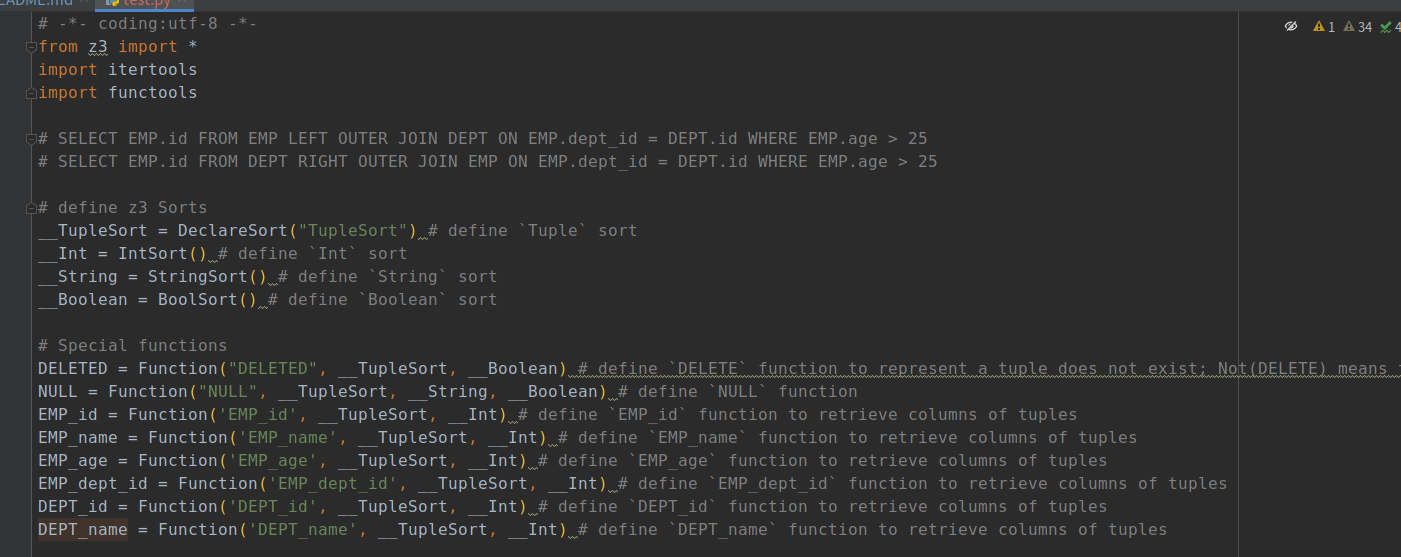 README.md test.py
1 34 4
# -*- coding:utf-8 -*-
from z3 import *
import itertools
import functools
# SELECT EMP.id FROM EMP LEFT OUTER JOIN DEPT ON EMP.dept_id = DEPT.id WHERE EMP.age > 25
# SELECT EMP.id FROM DEPT RIGHT OUTER JOIN EMP ON EMP.dept_id = DEPT.id WHERE EMP.age > 25
# define z3 Sorts
__TupleSort = DeclareSort("TupleSort") # define `Tuple` sort
__Int = IntSort() # define `Int` sort
__String = StringSort() # define `String` sort
__Boolean = BoolSort() # define `Boolean` sort
# Special functions
DELETED = Function("DELETED", __TupleSort, __Boolean) # define `DELETE` function to represent a tuple does not exist; Not(DELETE) means
NULL = Function("NULL", __TupleSort, __String, __Boolean) # define `NULL` function
EMP_id = Function('EMP_id', __TupleSort, __Int) # define `EMP_id` function to retrieve columns of tuples
EMP_name = Function('EMP_name', __TupleSort, __Int) # define `EMP_name` function to retrieve columns of tuples
EMP_age = Function('EMP_age', __TupleSort, __Int) # define `EMP_age` function to retrieve columns of tuples
EMP_dept_id = Function('EMP_dept_id', __TupleSort, __Int) # define `EMP_dept_id` function to retrieve columns of tuples
DEPT_id = Function('DEPT_id', __TupleSort, __Int) # define `DEPT_id` function to retrieve columns of tuples
DEPT_name = Function('DEPT_name', __TupleSort, __Int) # define `DEPT_name` function to retrieve columns of tuples